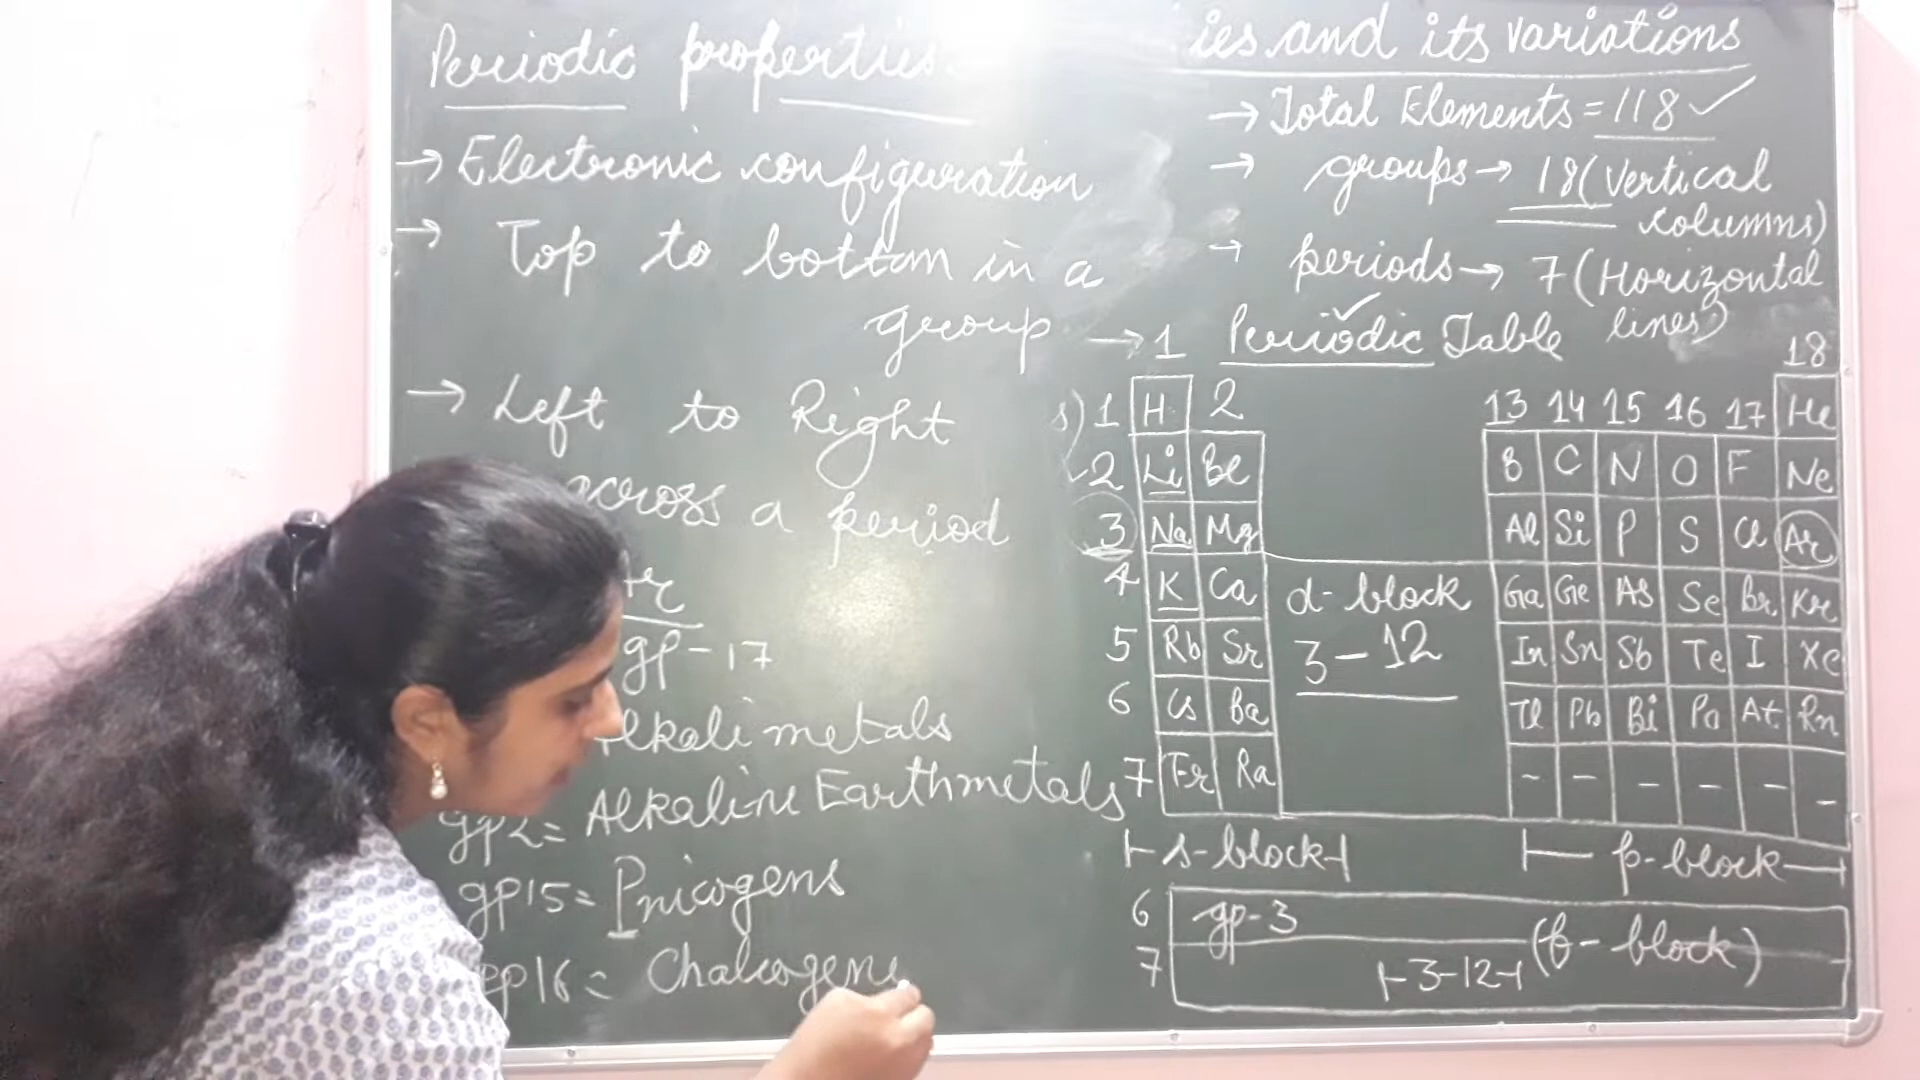 Periodic properties.
→ Electronic configuration
→ Top to bottom in a
group
→ Left to Right
across a period
gp-17
Alkali metals
gp2= Alkaline Earthmetals
gp15= Pnicogens
gp16= Chalcogens
ies and its variations
→ Total Elements = 118 ✓
→ groups → 18 (Vertical
columns)
→ periods → 7 (Horizontal
lines)
→ 1 Periodic Table 18
1 H 2 13 14 15 16 17 He
2 Li Be B C N O F Ne
3 Na Mg Al Si P S Cl Ar
4 K Ca d-block Ga Ge As Se Br Kr
5 Rb Sr 3-12 In Sn Sb Te I Xe
6 Cs Ba Tl Pb Bi Po At Rn
7 Fr Ra - - - - - -
s-block p-block
6 gp-3
7 3-12 (f-block)